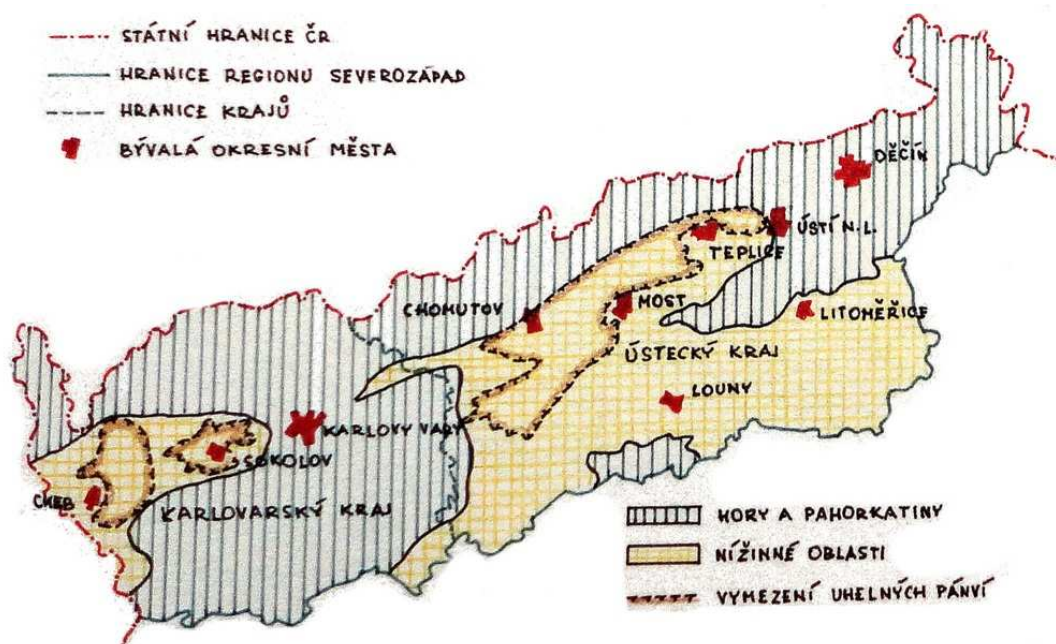 STÁTNÍ HRANICE ČR
HRANICE REGIONU SEVEROZÁPAD
HRANICE KRAJŮ
BÝVALÁ OKRESNÍ MĚSTA
DĚČÍN
ÚSTÍ N.L.
TEPLICE
CHOMUTOV
MOST
LITOMĚŘICE
ÚSTECKÝ KRAJ
LOUNY
KARLOVY VARY
SOKOLOV
CHEB
KARLOVARSKÝ KRAJ
HORY A PAHORKATINY
NÍŽINNÉ OBLASTI
VYMEZENÍ UHELNÝCH PÁNVÍ